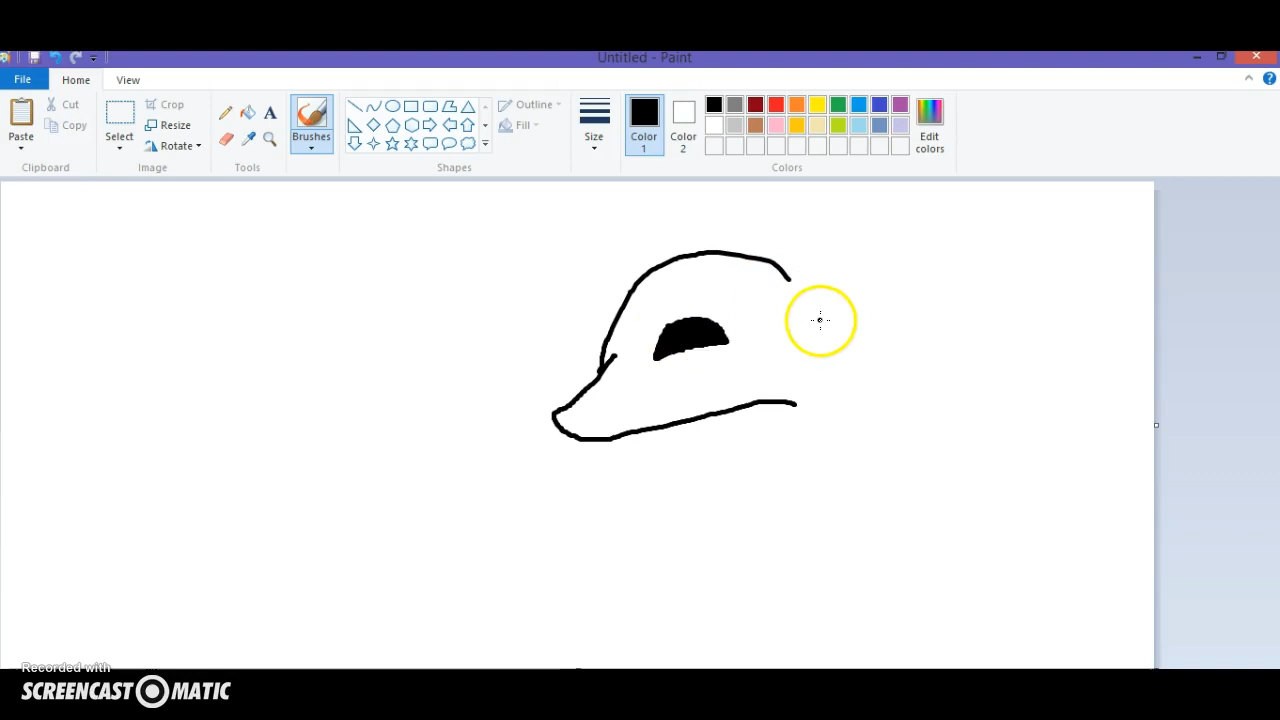 Untitled - Paint
File Home View
Paste
Cut
Copy
Clipboard
Select
Crop
Resize
Rotate
Image
Tools
Brushes
Outline
Fill
Shapes
Size
Color 1
Color 2
Edit colors
Colors
Recorded with
SCREENCAST MATIC